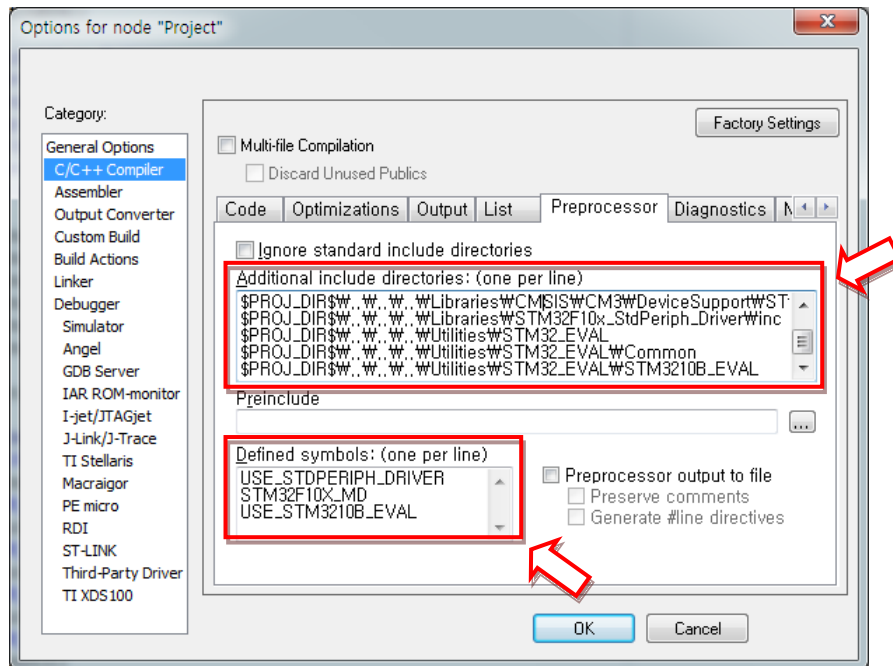 Options for node "Project"
Category:
General Options
C/C++ Compiler
Assembler
Output Converter
Custom Build
Build Actions
Linker
Debugger
Simulator
Angel
GDB Server
IAR ROM-monitor
I-jet/JTAGjet
J-Link/J-Trace
TI Stellaris
Macraigor
PE micro
RDI
ST-LINK
Third-Party Driver
TI XDS100
Factory Settings
Multi-file Compilation
Discard Unused Publics
Code Optimizations Output List Preprocessor Diagnostics
Ignore standard include directories
Additional include directories: (one per line)
$PROJ_DIR$₩..₩..₩..₩Libraries₩CMSIS₩CM3₩DeviceSupport₩ST
$PROJ_DIR$₩..₩..₩..₩Libraries₩STM32F10x_StdPeriph_Driver₩inc
$PROJ_DIR$₩..₩..₩..₩Utilities₩STM32_EVAL
$PROJ_DIR$₩..₩..₩..₩Utilities₩STM32_EVAL₩Common
$PROJ_DIR$₩..₩..₩..₩Utilities₩STM32_EVAL₩STM3210B_EVAL
Preinclude
...
Defined symbols: (one per line)
USE_STDPERIPH_DRIVER
STM32F10X_MD
USE_STM3210B_EVAL
Preprocessor output to file
Preserve comments
Generate #line directives
OK Cancel